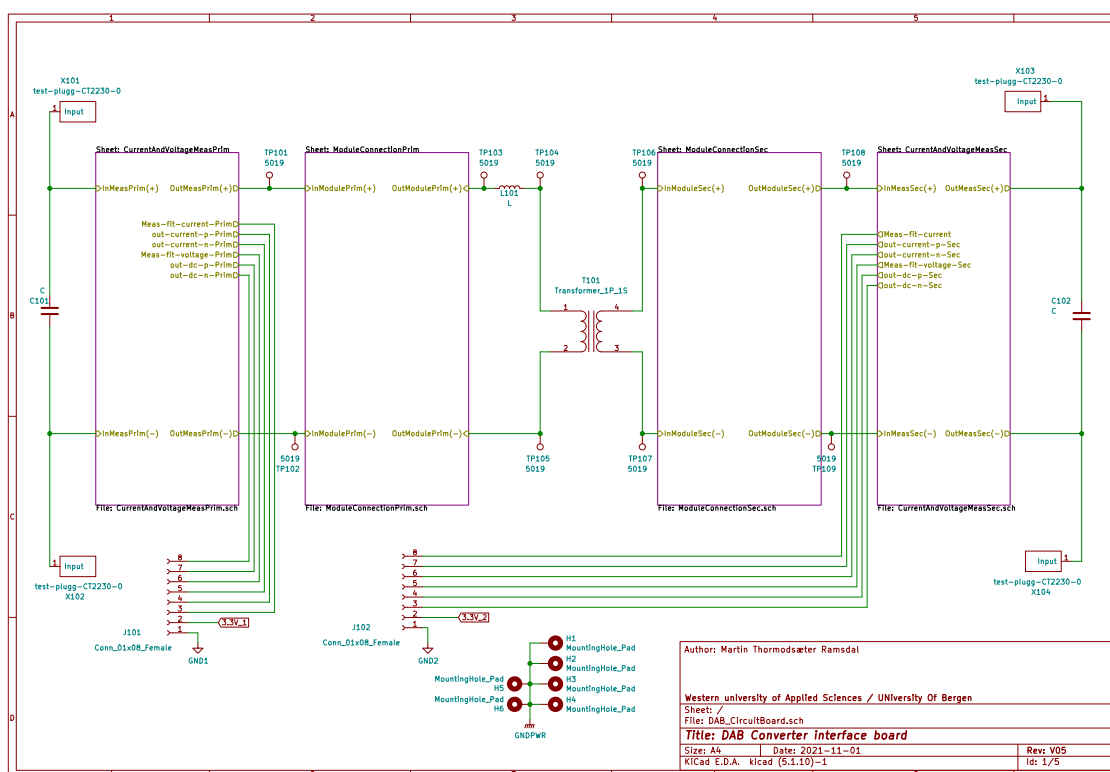 1 2 3 4 5
A
B
C
D
X101
test-plugg-CT2230-0
1 Input
C
C101
1 Input
test-plugg-CT2230-0
X102
Sheet: CurrentAndVoltageMeasPrim
InMeasPrim(+) OutMeasPrim(+)
Meas-fit-current-Prim
out-current-p-Prim
out-current-n-Prim
Meas-fit-voltage-Prim
out-dc-p-Prim
out-dc-n-Prim
InMeasPrim(-) OutMeasPrim(-)
File: CurrentAndVoltageMeasPrim.sch
TP101
5019
5019
TP102
Sheet: ModuleConnectionPrim
InModulePrim(+) OutModulePrim(+)
InModulePrim(-) OutModulePrim(-)
File: ModuleConnectionPrim.sch
TP103
5019
L101
L
TP104
5019
TP105
5019
T101
Transformer_1P_1S
1 4
2 3
TP106
5019
TP107
5019
Sheet: ModuleConnectionSec
InModuleSec(+) OutModuleSec(+)
InModuleSec(-) OutModuleSec(-)
File: ModuleConnectionSec.sch
TP108
5019
5019
TP109
Sheet: CurrentAndVoltageMeasSec
InMeasSec(+) OutMeasSec(+)
Meas-fit-current
out-current-p-Sec
out-current-n-Sec
Meas-fit-voltage-Sec
out-dc-p-Sec
out-dc-n-Sec
InMeasSec(-) OutMeasSec(-)
File: CurrentAndVoltageMeasSec.sch
X103
test-plugg-CT2230-0
Input 1
C102
C
Input 1
test-plugg-CT2230-0
X104
8
7
6
5
4
3
2 3.3V_1
1
J101
Conn_01x08_Female
GND1
8
7
6
5
4
3
2 3.3V_2
1
J102
Conn_01x08_Female
GND2
H1
MountingHole_Pad
H2
MountingHole_Pad
MountingHole_Pad
H5
H3
MountingHole_Pad
MountingHole_Pad
H6
H4
MountingHole_Pad
GNDPWR
Author: Martin Thormodsæter Ramsdal
Western university of Applied Sciences / UNiversity Of Bergen
Sheet: /
File: DAB_CircuitBoard.sch
Title: DAB Converter interface board
Size: A4 Date: 2021-11-01 Rev: V05
KiCad E.D.A. kicad (5.1.10)-1 Id: 1/5